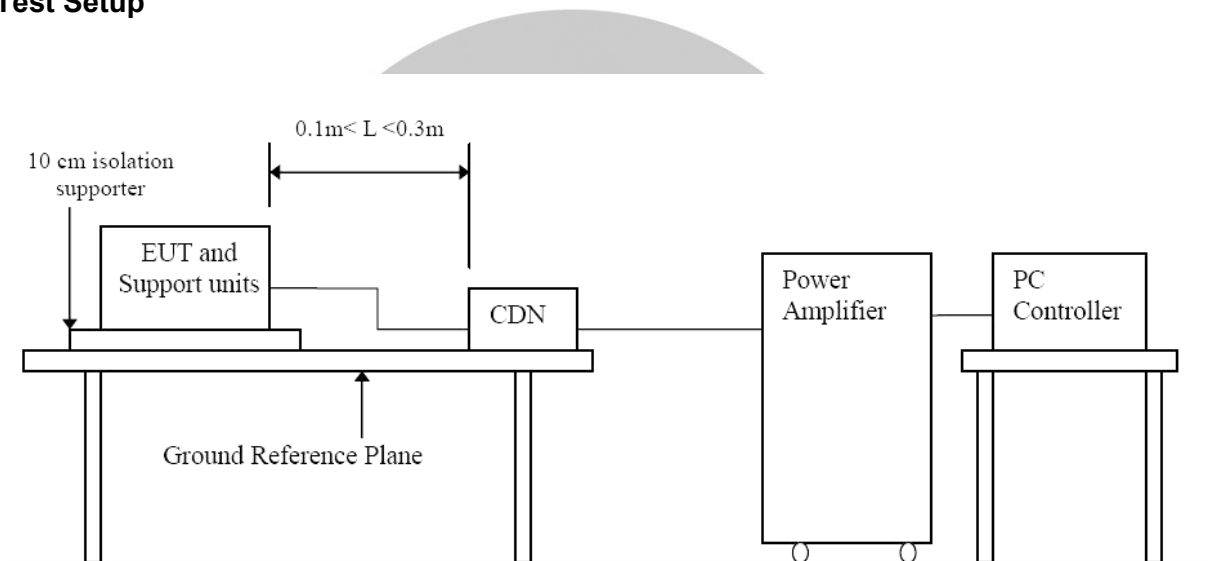 Test Setup
0.1m< L <0.3m
10 cm isolation
supporter
EUT and
Support units
CDN
Power
Amplifier
PC
Controller
Ground Reference Plane